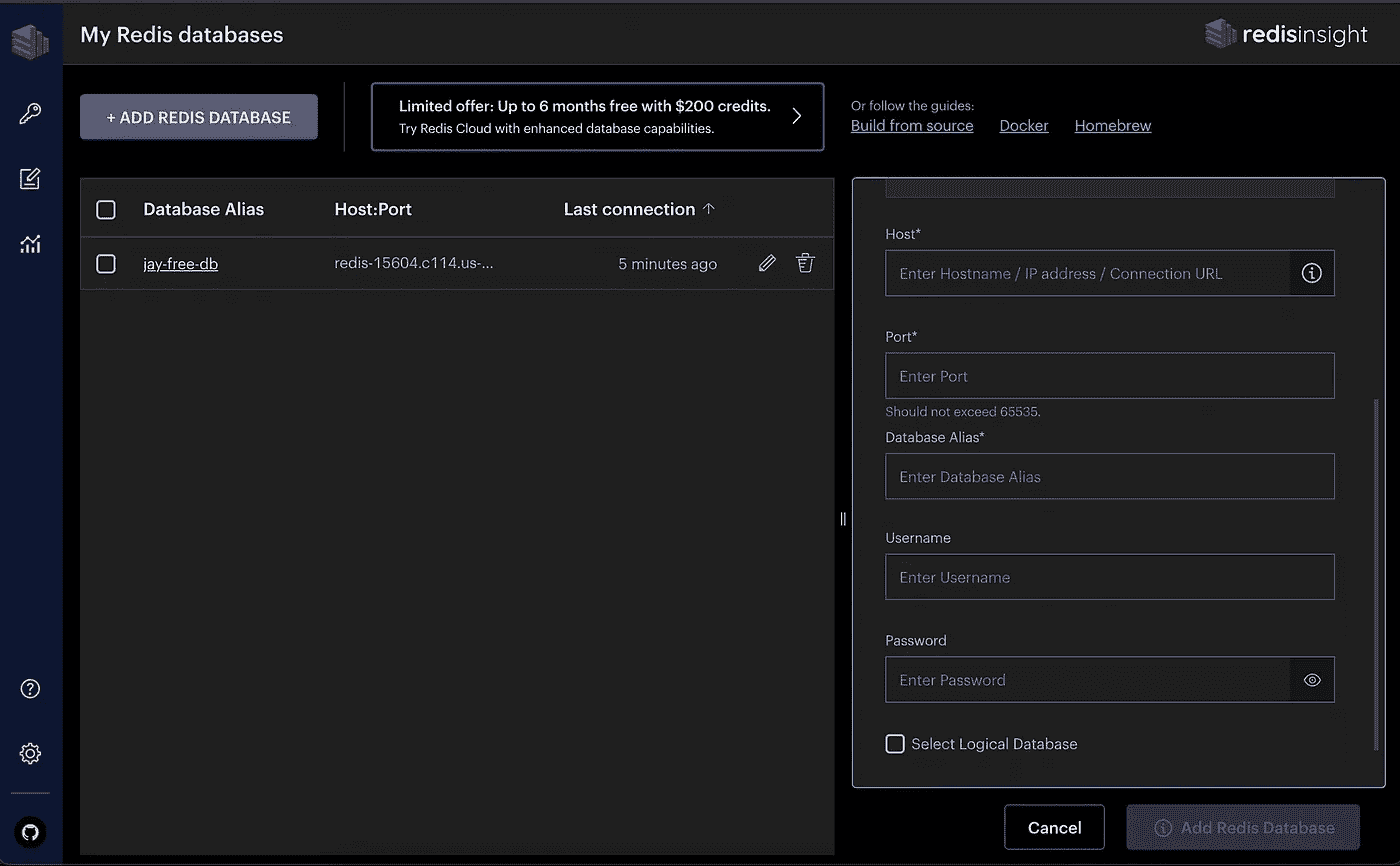 My Redis databases
redisinsight
+ ADD REDIS DATABASE
Limited offer: Up to 6 months free with $200 credits.
Try Redis Cloud with enhanced database capabilities.
Or follow the guides:
Build from source Docker Homebrew
Database Alias Host:Port Last connection ↑
jay-free-db redis-15604.c114.us-... 5 minutes ago
Host*
Enter Hostname / IP address / Connection URL
Port*
Enter Port
Should not exceed 65535.
Database Alias*
Enter Database Alias
Username
Enter Username
Password
Enter Password
Select Logical Database
Cancel
Add Redis Database